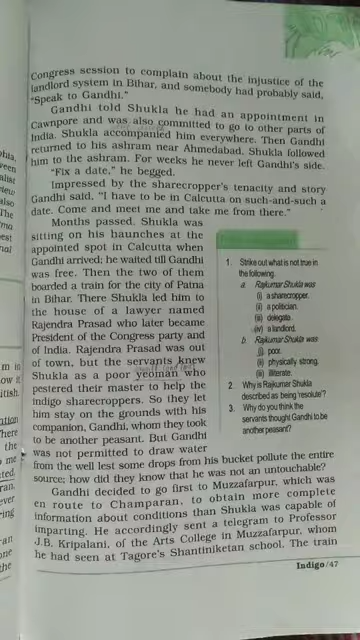 Congress session to complain about the injustice of the
landlord system in Bihar, and somebody had probably said,
"Speak to Gandhi."
Gandhi told Shukla he had an appointment in
Cawnpore and was also committed to go to other parts of
India. Shukla accompanied him everywhere. Then Gandhi
returned to his ashram near Ahmedabad. Shukla followed
him to the ashram. For weeks he never left Gandhi's side.
"Fix a date," he begged.
Impressed by the sharecropper's tenacity and story
Gandhi said, "I have to be in Calcutta on such-and-such a
date. Come and meet me and take me from there."
Months passed. Shukla was
sitting on his haunches at the
appointed spot in Calcutta when
Gandhi arrived; he waited till Gandhi
was free. Then the two of them
boarded a train for the city of Patna
in Bihar. There Shukla led him to
the house of a lawyer named
Rajendra Prasad who later became
President of the Congress party and
of India. Rajendra Prasad was out
of town, but the servants knew
Shukla as a poor yeoman who
pestered their master to help the
indigo sharecroppers. So they let
him stay on the grounds with his
companion, Gandhi, whom they took
to be another peasant. But Gandhi
was not permitted to draw water
from the well lest some drops from his bucket pollute the entire
source; how did they know that he was not an untouchable?
Gandhi decided to go first to Muzzafarpur, which was
en route to Champaran, to obtain more complete
information about conditions than Shukla was capable of
imparting. He accordingly sent a telegram to Professor
J.B. Kripalani, of the Arts College in Muzzafarpur, whom
he had seen at Tagore's Shantiniketan school. The train
1. Strike out what is not true in
the following.
a. Rajkumar Shukla was
(i) a sharecropper.
(ii) a politician.
(iii) delegate.
(iv) a landlord.
b. Rajkumar Shukla was
(i) poor.
(ii) physically strong.
(iii) illiterate.
2. Why is Rajkumar Shukla
described as being 'resolute'?
3. Why do you think the
servants thought Gandhi to be
another peasant?
Indigo/47